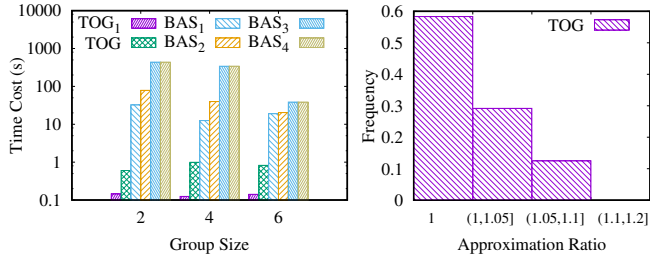 TOG1 BAS1 BAS3
TOG BAS2 BAS4
Time Cost (s)
10000
1000
100
10
1
0.1
2 4 6
Group Size
TOG
Frequency
0.6
0.5
0.4
0.3
0.2
0.1
0
1 (1,1.05] (1.05,1.1] (1.1,1.2]
Approximation Ratio